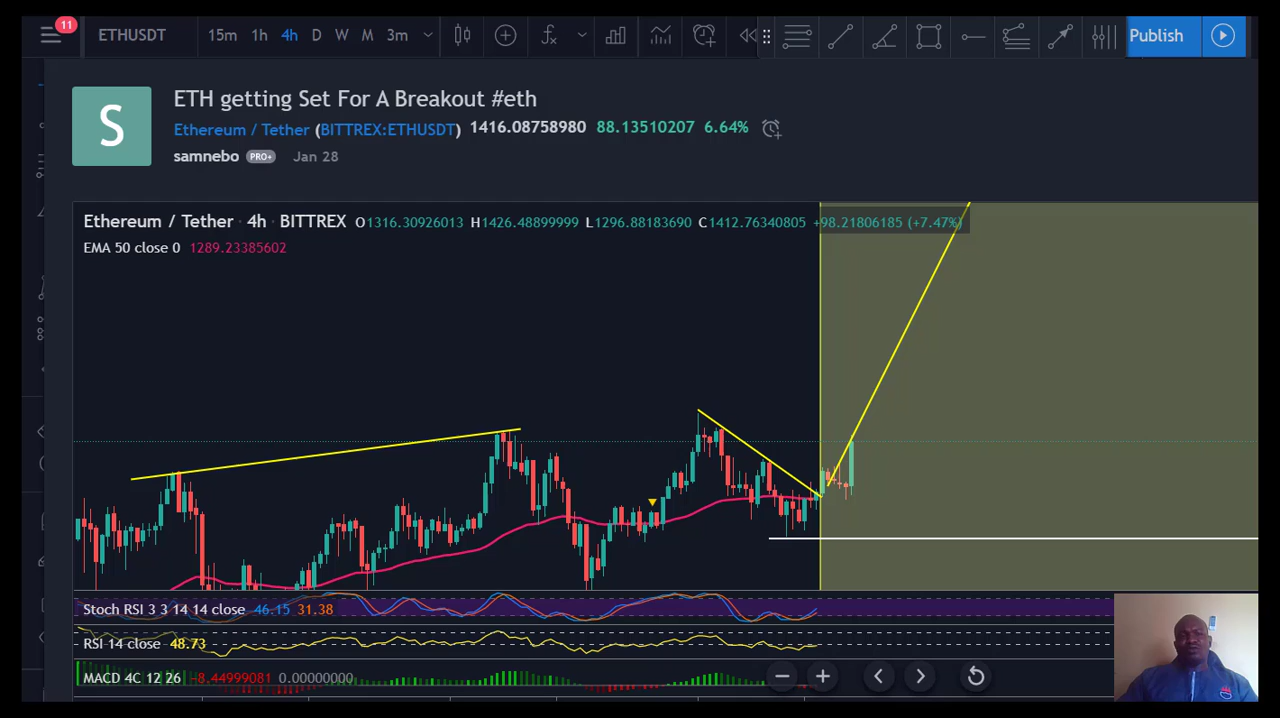 11
ETHUSDT 15m 1h 4h D W M 3m Publish
S
ETH getting Set For A Breakout #eth
Ethereum / Tether (BITTREX:ETHUSDT) 1416.08758980 88.13510207 6.64%
samnebo PRO+ Jan 28
Ethereum / Tether · 4h · BITTREX O1316.30926013 H1426.48899999 L1296.88183690 C1412.76340805 +98.21806185 (+7.47%)
EMA 50 close 0 1289.23385602
Stoch RSI 3 3 14 14 close 46.15 31.38
RSI 14 close 48.73
MACD 4C 12 26 -8.44999081 0.00000000